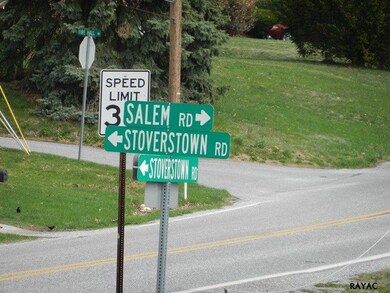 SPEED
LIMIT
3
SALEM RD
STOVERSTOWN RD
STOVERSTOWN RD
RAYAC